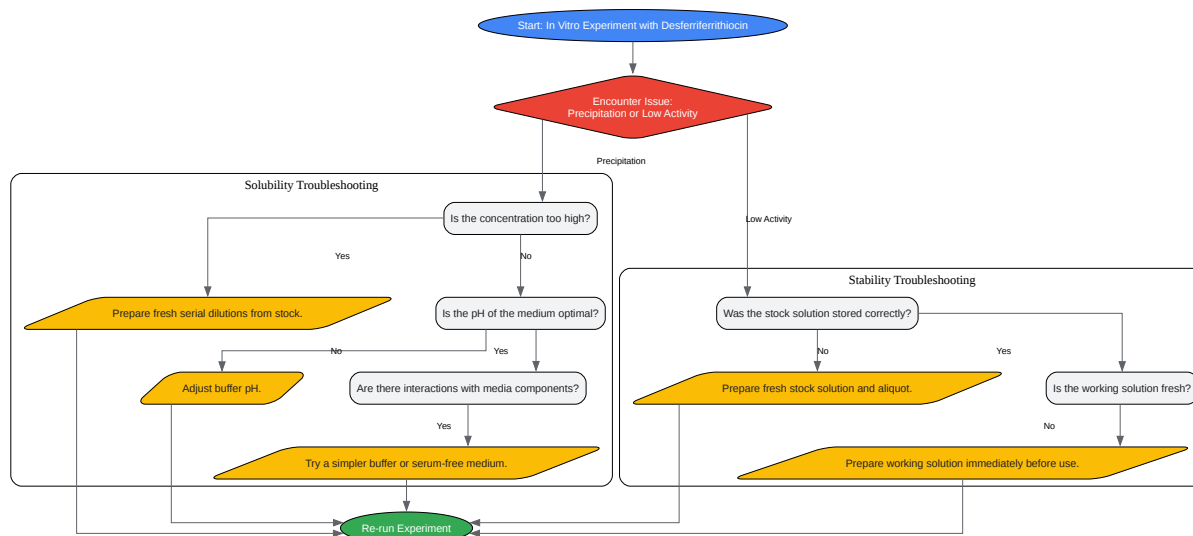 Start: In Vitro Experiment with Desferriferrithiocin
Encounter Issue:
Precipitation or Low Activity
Precipitation
Solubility Troubleshooting
Is the concentration too high?
Low Activity
Yes
No
Stability Troubleshooting
Prepare fresh serial dilutions from stock.
Is the pH of the medium optimal?
Was the stock solution stored correctly?
No
Yes
No
Yes
Adjust buffer pH.
Are there interactions with media components?
Prepare fresh stock solution and aliquot.
Is the working solution fresh?
Yes
No
Try a simpler buffer or serum-free medium.
Prepare working solution immediately before use.
Re-run Experiment